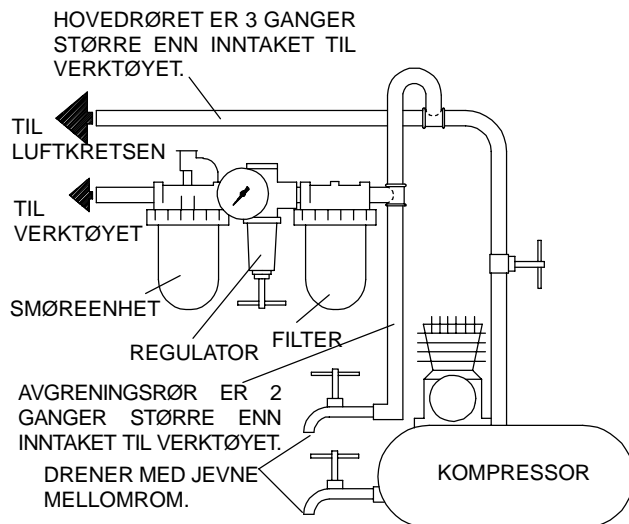 HOVEDRØRET ER 3 GANGER
STØRRE ENN INNTAKET TIL
VERKTØYET.
TIL
LUFTKRETSEN
TIL
VERKTØYET
SMØREENHET
REGULATOR
FILTER
AVGRENINGSRØR ER 2
GANGER STØRRE ENN
INNTAKET TIL VERKTØYET.
DRENER MED JEVNE
MELLOMROM.
KOMPRESSOR